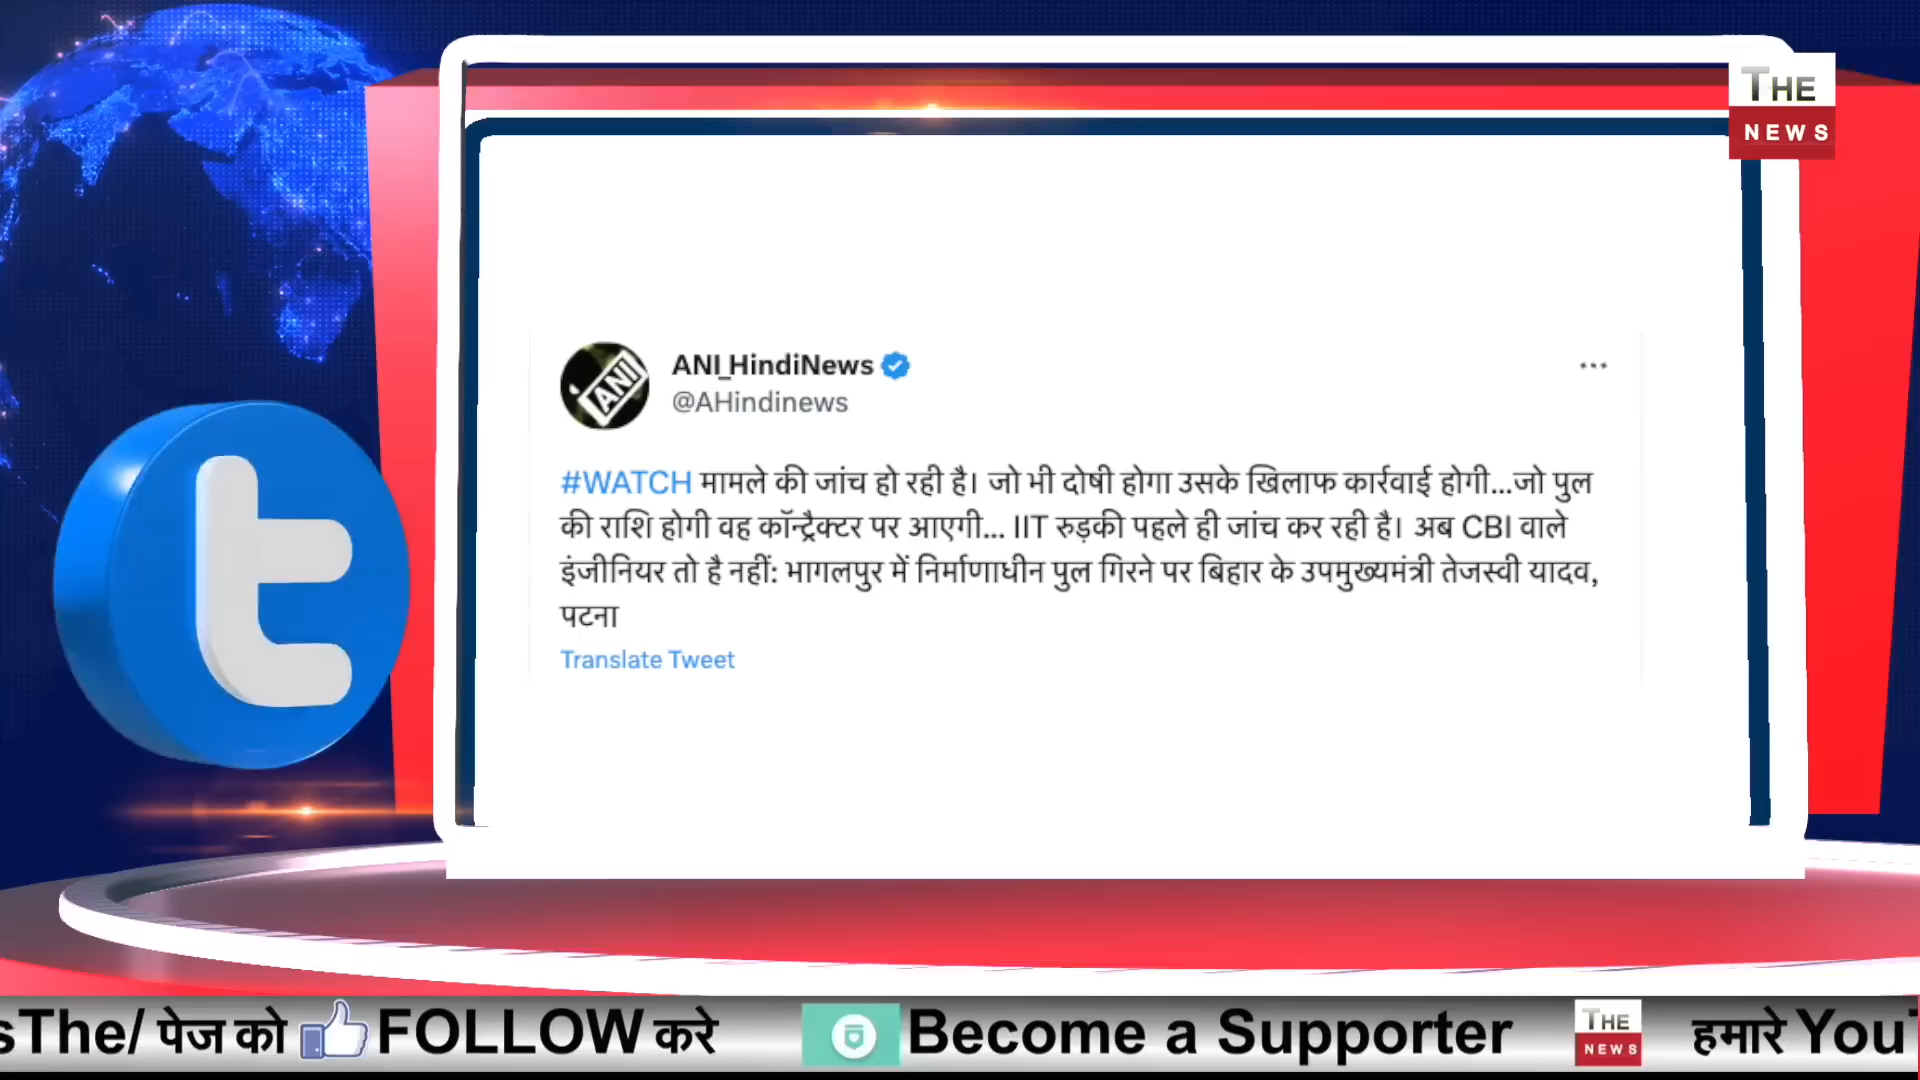 THE
NEWS
ANI_HindiNews
@AHindinews
#WATCH मामले की जांच हो रही है। जो भी दोषी होगा उसके खिलाफ कार्रवाई होगी...जो पुल
की राशि होगी वह कॉन्ट्रैक्टर पर आएगी... IIT रुड़की पहले ही जांच कर रही है। अब CBI वाले
इंजीनियर तो है नहीं: भागलपुर में निर्माणाधीन पुल गिरने पर बिहार के उपमुख्यमंत्री तेजस्वी यादव,
पटना
Translate Tweet
sThe/ पेज को FOLLOW करे Become a Supporter THE NEWS हमारे You